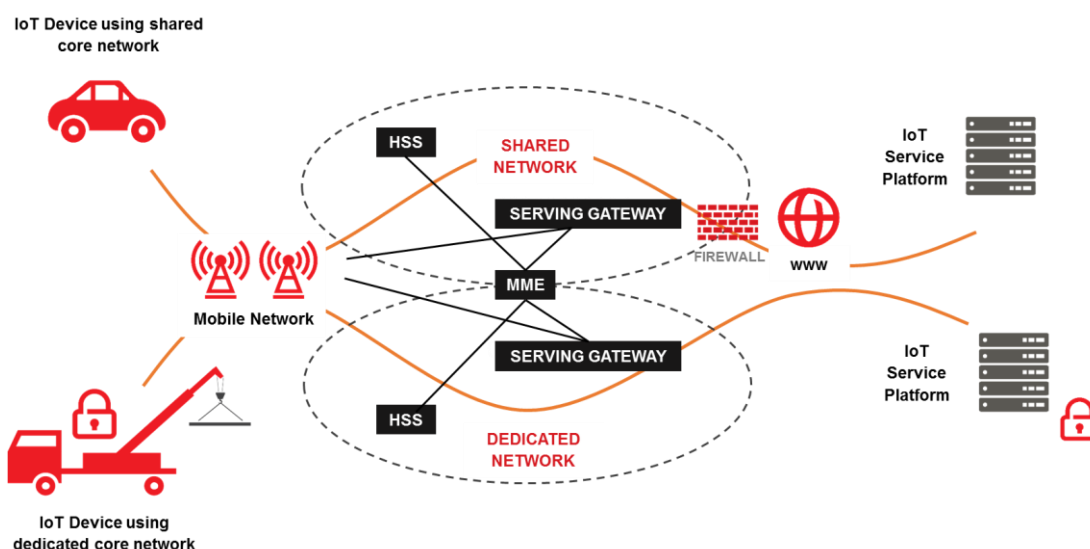 IoT Device using shared
core network
HSS
SHARED
NETWORK
IoT
Service
Platform
SERVING GATEWAY
FIREWALL
WWW
MME
Mobile Network
SERVING GATEWAY
IoT
Service
Platform
HSS
DEDICATED
NETWORK
IoT Device using
dedicated core network